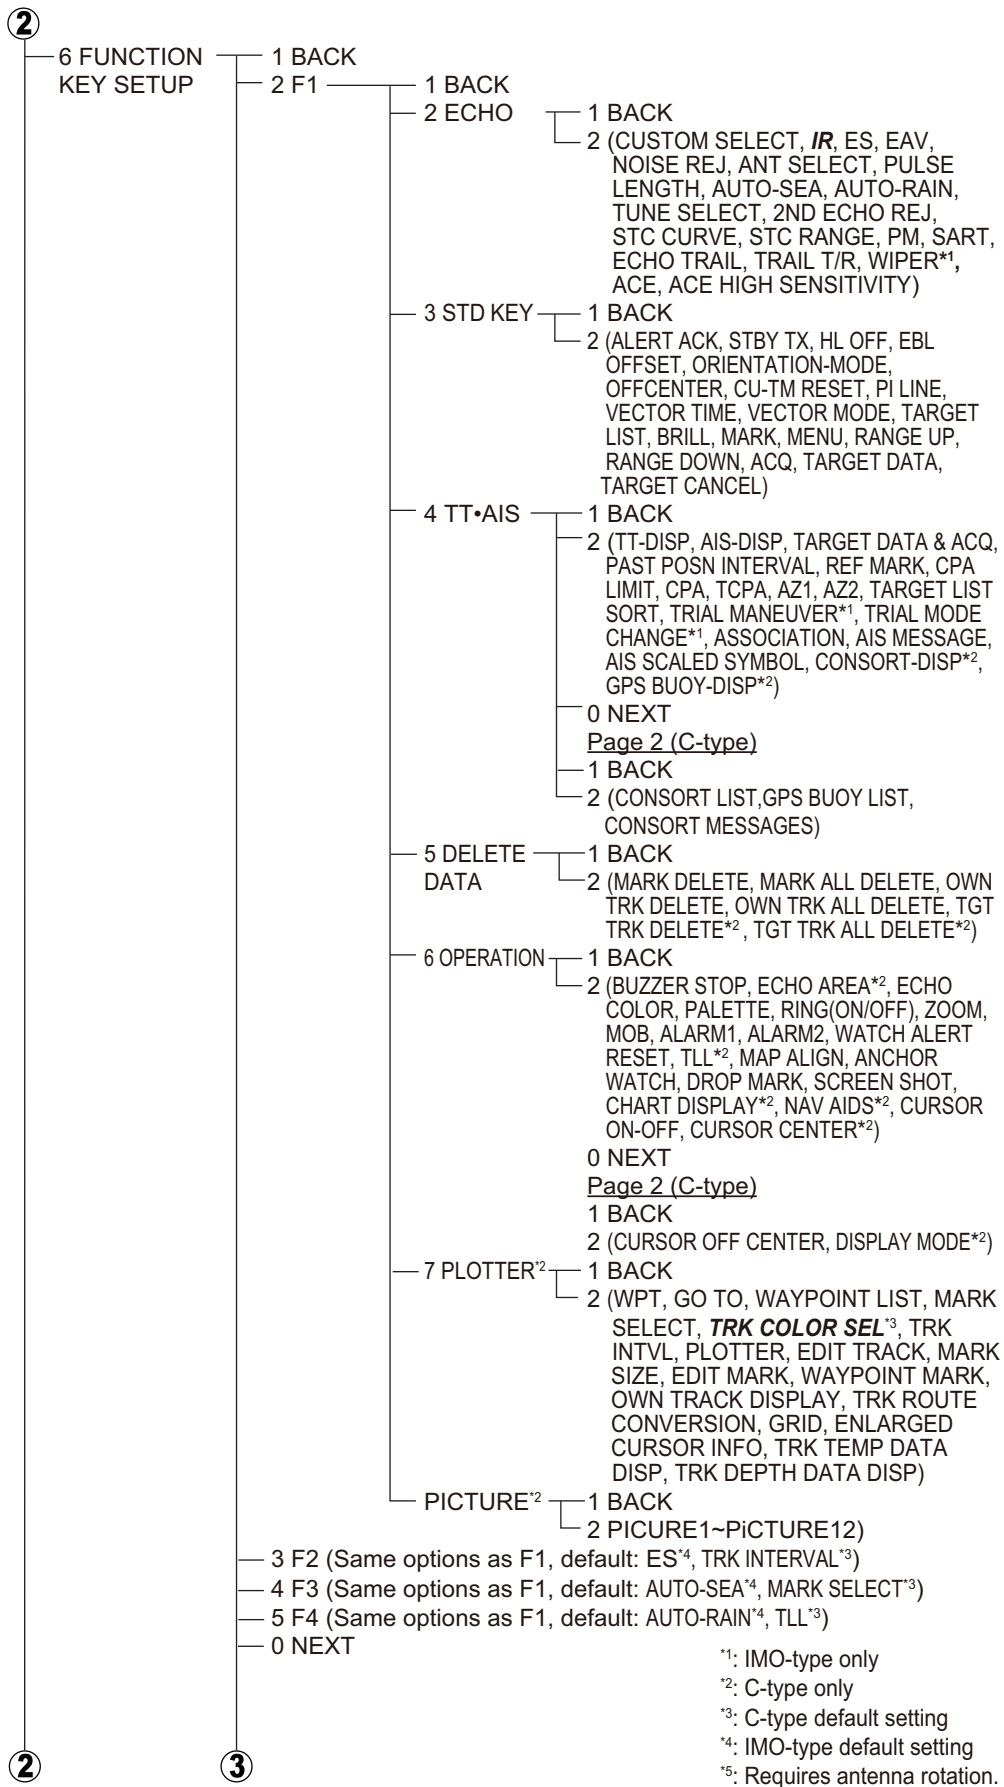 2
6 FUNCTION
KEY SETUP
1 BACK
2 F1
1 BACK
2 ECHO
1 BACK
2 (CUSTOM SELECT, IR, ES, EAV,
NOISE REJ, ANT SELECT, PULSE
LENGTH, AUTO-SEA, AUTO-RAIN,
TUNE SELECT, 2ND ECHO REJ,
STC CURVE, STC RANGE, PM, SART,
ECHO TRAIL, TRAIL T/R, WIPER*1,
ACE, ACE HIGH SENSITIVITY)
3 STD KEY
1 BACK
2 (ALERT ACK, STBY TX, HL OFF, EBL
OFFSET, ORIENTATION-MODE,
OFFCENTER, CU-TM RESET, PI LINE,
VECTOR TIME, VECTOR MODE, TARGET
LIST, BRILL, MARK, MENU, RANGE UP,
RANGE DOWN, ACQ, TARGET DATA,
TARGET CANCEL)
4 TT•AIS
1 BACK
2 (TT-DISP, AIS-DISP, TARGET DATA & ACQ,
PAST POSN INTERVAL, REF MARK, CPA
LIMIT, CPA, TCPA, AZ1, AZ2, TARGET LIST
SORT, TRIAL MANEUVER*1, TRIAL MODE
CHANGE*1, ASSOCIATION, AIS MESSAGE,
AIS SCALED SYMBOL, CONSORT-DISP*2,
GPS BUOY-DISP*2)
0 NEXT
Page 2 (C-type)
1 BACK
2 (CONSORT LIST,GPS BUOY LIST,
CONSORT MESSAGES)
5 DELETE
DATA
1 BACK
2 (MARK DELETE, MARK ALL DELETE, OWN
TRK DELETE, OWN TRK ALL DELETE, TGT
TRK DELETE*2 , TGT TRK ALL DELETE*2)
6 OPERATION
1 BACK
2 (BUZZER STOP, ECHO AREA*2, ECHO
COLOR, PALETTE, RING(ON/OFF), ZOOM,
MOB, ALARM1, ALARM2, WATCH ALERT
RESET, TLL*2, MAP ALIGN, ANCHOR
WATCH, DROP MARK, SCREEN SHOT,
CHART DISPLAY*2, NAV AIDS*2, CURSOR
ON-OFF, CURSOR CENTER*2)
0 NEXT
Page 2 (C-type)
1 BACK
2 (CURSOR OFF CENTER, DISPLAY MODE*2)
7 PLOTTER*2
1 BACK
2 (WPT, GO TO, WAYPOINT LIST, MARK
SELECT, TRK COLOR SEL*3, TRK
INTVL, PLOTTER, EDIT TRACK, MARK
SIZE, EDIT MARK, WAYPOINT MARK,
OWN TRACK DISPLAY, TRK ROUTE
CONVERSION, GRID, ENLARGED
CURSOR INFO, TRK TEMP DATA
DISP, TRK DEPTH DATA DISP)
PICTURE*2
1 BACK
2 PICURE1~PiCTURE12)
3 F2 (Same options as F1, default: ES*4, TRK INTERVAL*3)
4 F3 (Same options as F1, default: AUTO-SEA*4, MARK SELECT*3)
5 F4 (Same options as F1, default: AUTO-RAIN*4, TLL*3)
0 NEXT
*1: IMO-type only
*2: C-type only
*3: C-type default setting
*4: IMO-type default setting
*5: Requires antenna rotation.
2
3